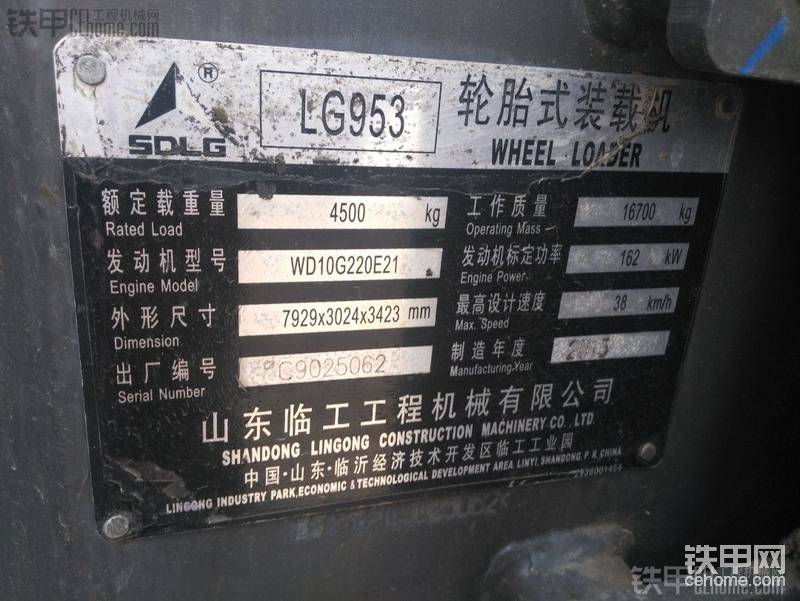 铁甲 工程机械网
cehome.com
SDLG ®
LG953
轮胎式装载机
WHEEL LOADER
额定载重量 4500 kg
Rated Load
工作质量 16700 kg
Operating Mass
发动机型号 WD10G220E21
Engine Model
发动机标定功率 162 kW
Engine Power
外形尺寸 7929x3024x3423 mm
Dimension
最高设计速度 38 km/h
Max. Speed
出厂编号
Serial Number
制造年度
Manufacturing Year
山东临工工程机械有限公司
SHANDONG LINGONG CONSTRUCTION MACHINERY CO.,LTD.
中国·山东·临沂经济技术开发区临工工业园
LINGONG INDUSTRY PARK,ECONOMIC & TECHNOLOGICAL DEVELOPMENT AREA, LINYI, SHANDONG, P. R. CHINA
铁甲网
cehome.com